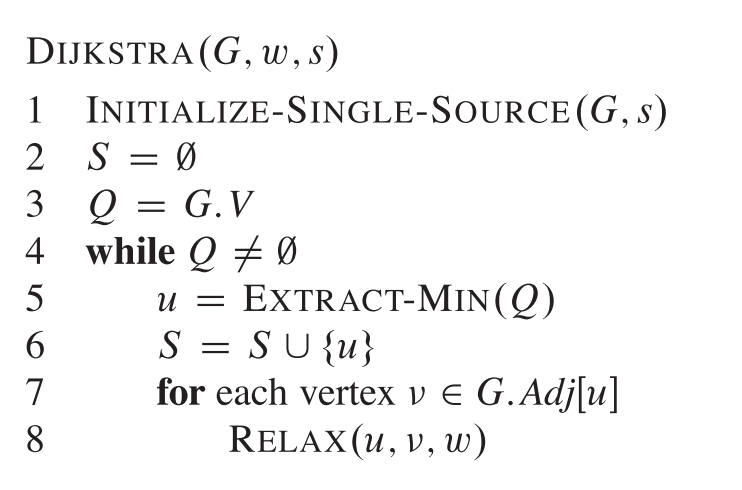 DIJKSTRA(G, w, s)
1 INITIALIZE-SINGLE-SOURCE(G, s)
2 S = ∅
3 Q = G.V
4 while Q ≠ ∅
5 u = EXTRACT-MIN(Q)
6 S = S ∪ {u}
7 for each vertex v ∈ G.Adj[u]
8 RELAX(u, v, w)